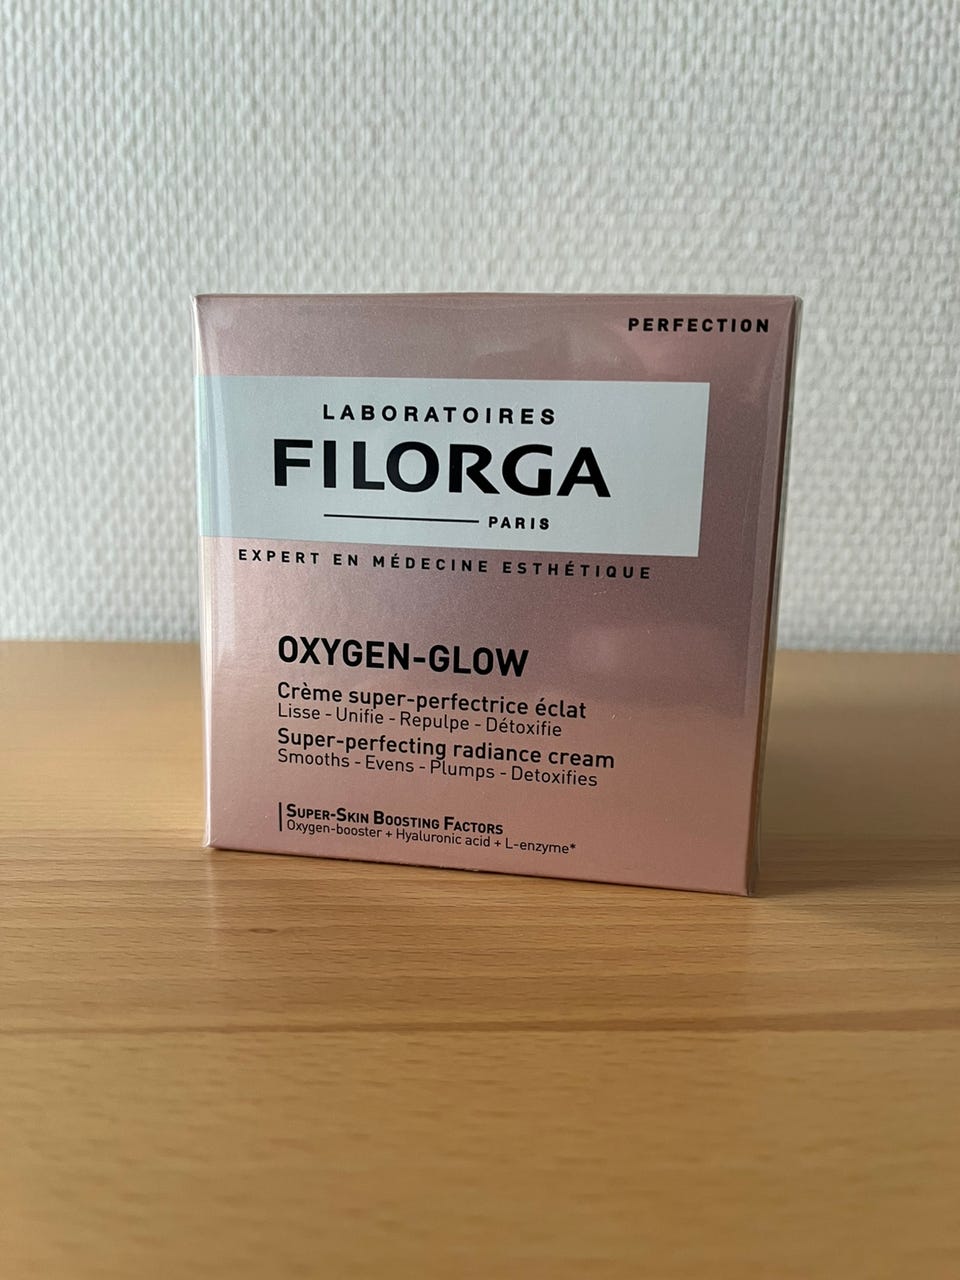 PERFECTION
LABORATOIRES
FILORGA
PARIS
EXPERT EN MÉDECINE ESTHÉTIQUE
OXYGEN-GLOW
Crème super-perfectrice éclat
Lisse - Unifie - Repulpe - Détoxifie
Super-perfecting radiance cream
Smooths - Evens - Plumps - Detoxifies
SUPER-SKIN BOOSTING FACTORS
Oxygen-booster + Hyaluronic acid + L-enzyme*